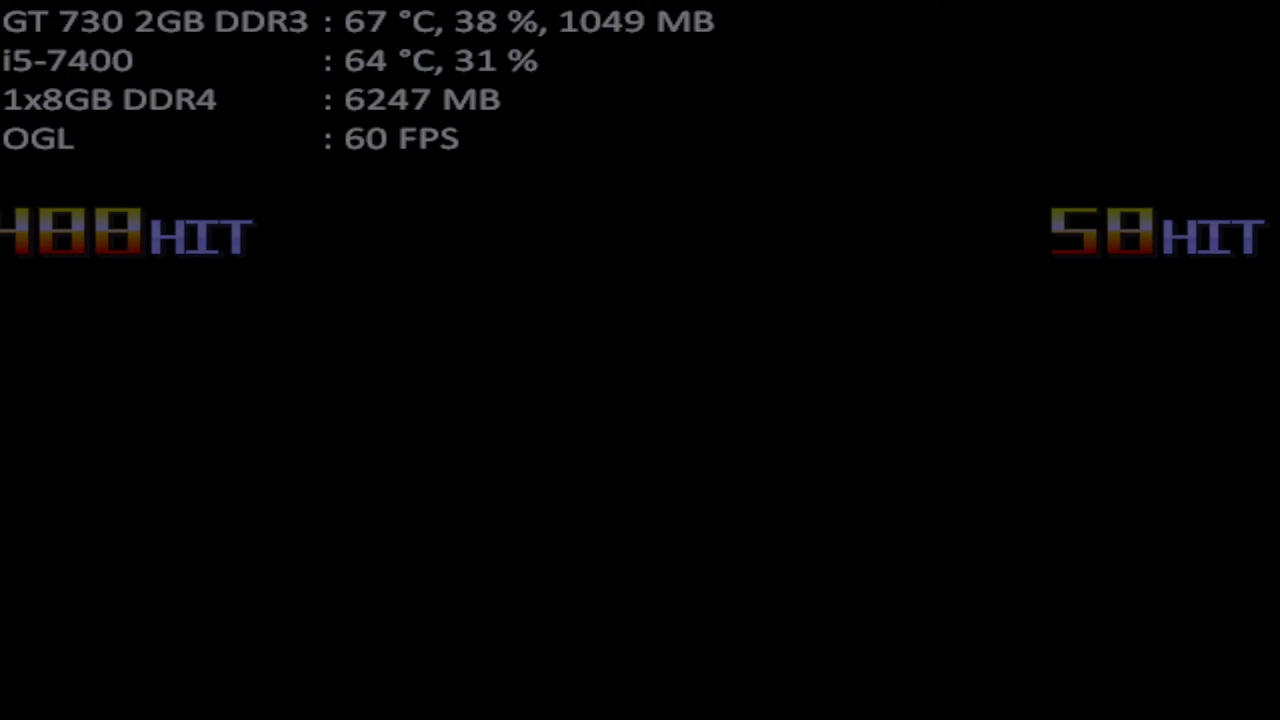 GT 730 2GB DDR3 : 67 °C, 38 %, 1049 MB
i5-7400 : 64 °C, 31 %
1x8GB DDR4 : 6247 MB
OGL : 60 FPS
400HIT 50HIT